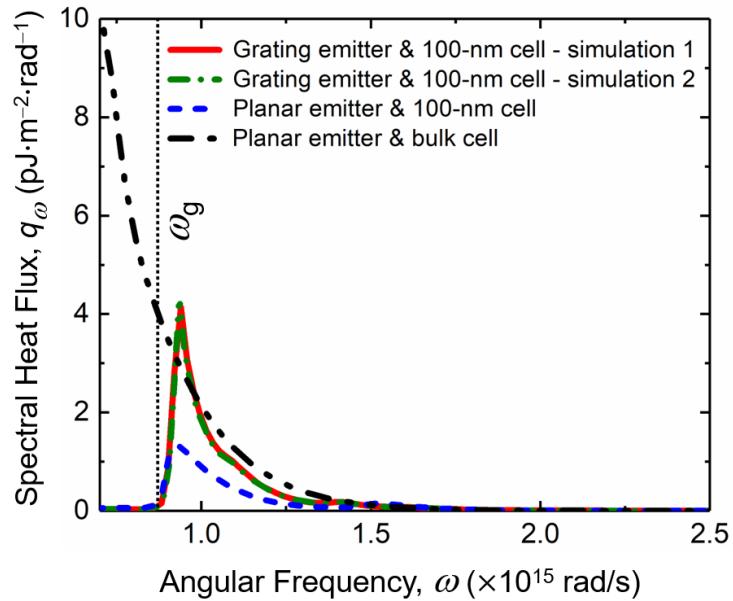 Spectral Heat Flux, qω (pJ·m⁻²·rad⁻¹)
10
8
6
4
2
0
Grating emitter & 100-nm cell - simulation 1
Grating emitter & 100-nm cell - simulation 2
Planar emitter & 100-nm cell
Planar emitter & bulk cell
ωg
1.0
1.5
2.0
2.5
Angular Frequency, ω (×10¹⁵ rad/s)